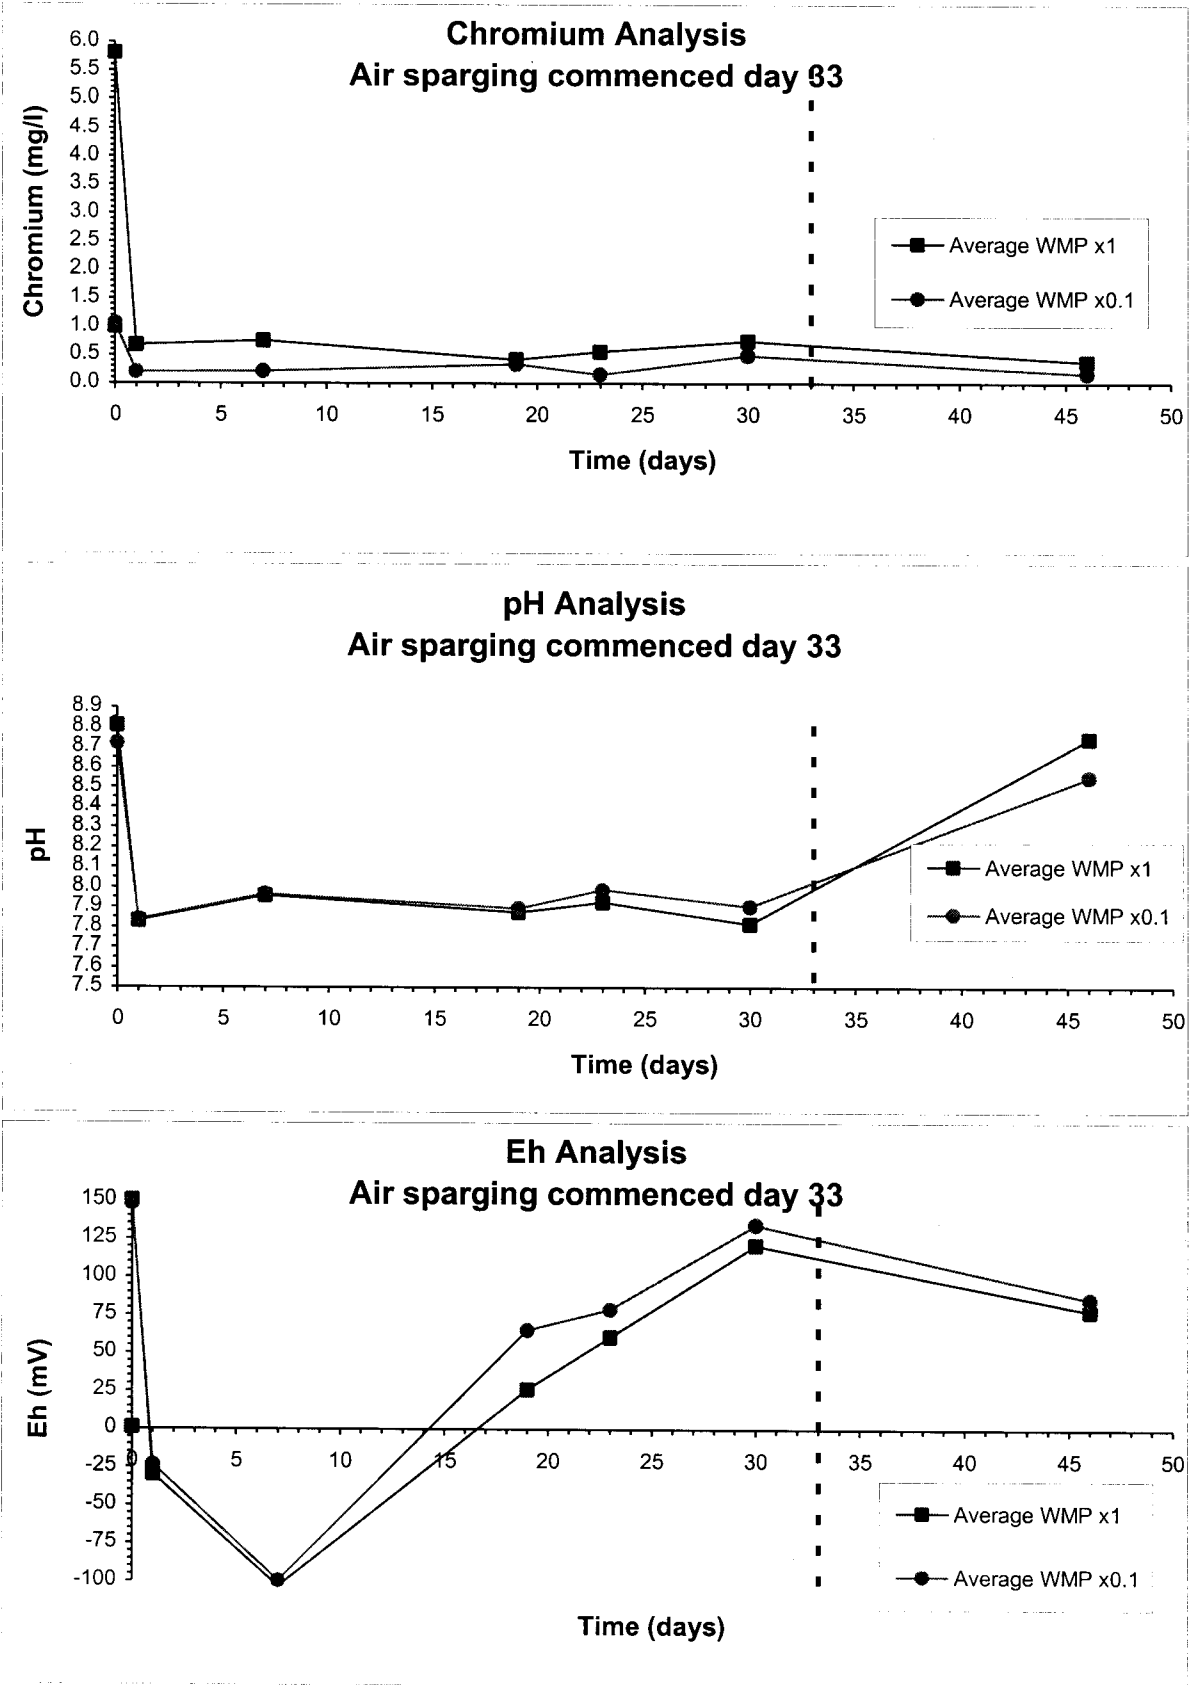 Chromium Analysis
Air sparging commenced day 33
Chromium (mg/l)
6.0
5.5
5.0
4.5
4.0
3.5
3.0
2.5
2.0
1.5
1.0
0.5
0.0
0 5 10 15 20 25 30 35 40 45 50
Time (days)
Average WMP x1
Average WMP x0.1
pH Analysis
Air sparging commenced day 33
pH
8.9
8.8
8.7
8.6
8.5
8.4
8.3
8.2
8.1
8.0
7.9
7.8
7.7
7.6
7.5
0 5 10 15 20 25 30 35 40 45 50
Time (days)
Average WMP x1
Average WMP x0.1
Eh Analysis
Air sparging commenced day 33
Eh (mV)
150
125
100
75
50
25
0
-25
-50
-75
-100
0 5 10 15 20 25 30 35 40 45 50
Time (days)
Average WMP x1
Average WMP x0.1